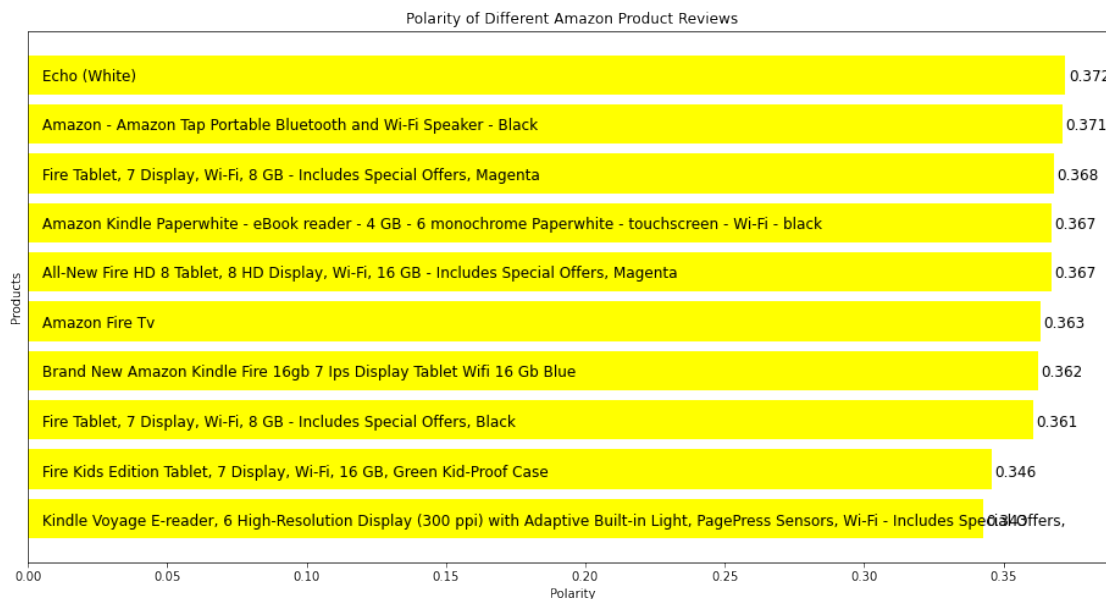 Polarity of Different Amazon Product Reviews
Echo (White) 0.372
Amazon - Amazon Tap Portable Bluetooth and Wi-Fi Speaker - Black 0.371
Fire Tablet, 7 Display, Wi-Fi, 8 GB - Includes Special Offers, Magenta 0.368
Amazon Kindle Paperwhite - eBook reader - 4 GB - 6 monochrome Paperwhite - touchscreen - Wi-Fi - black 0.367
All-New Fire HD 8 Tablet, 8 HD Display, Wi-Fi, 16 GB - Includes Special Offers, Magenta 0.367
Products
Amazon Fire Tv 0.363
Brand New Amazon Kindle Fire 16gb 7 Ips Display Tablet Wifi 16 Gb Blue 0.362
Fire Tablet, 7 Display, Wi-Fi, 8 GB - Includes Special Offers, Black 0.361
Fire Kids Edition Tablet, 7 Display, Wi-Fi, 16 GB, Green Kid-Proof Case 0.346
Kindle Voyage E-reader, 6 High-Resolution Display (300 ppi) with Adaptive Built-in Light, PagePress Sensors, Wi-Fi - Includes Special Offers, 0.343
0.00 0.05 0.10 0.15 0.20 0.25 0.30 0.35
Polarity